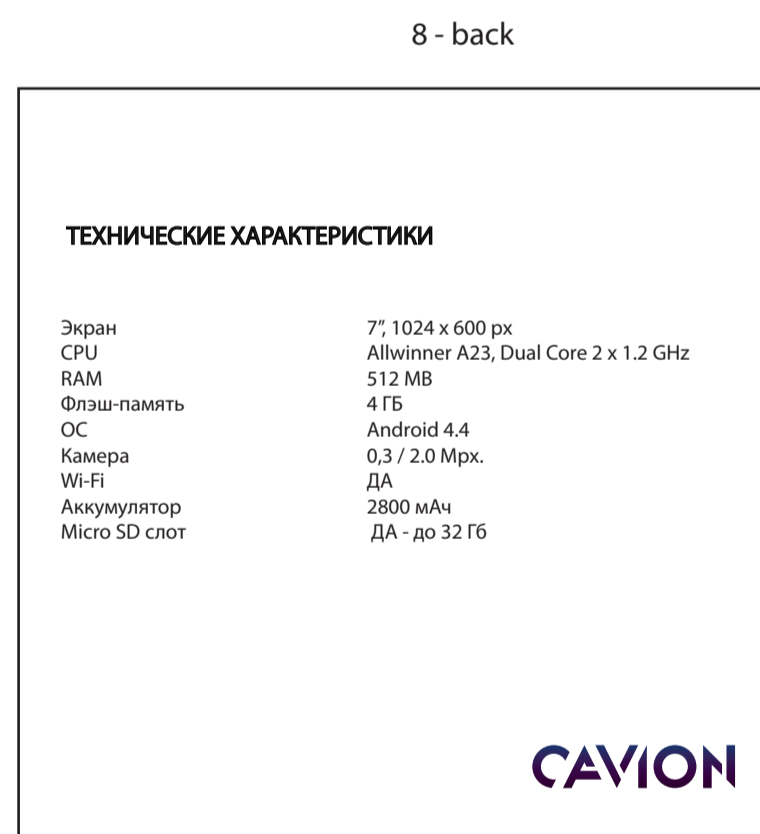 8 - back
ТЕХНИЧЕСКИЕ ХАРАКТЕРИСТИКИ
Экран 7”, 1024 x 600 px
CPU Allwinner A23, Dual Core 2 x 1.2 GHz
RAM 512 MB
Флэш-память 4 ГБ
ОС Android 4.4
Камера 0,3 / 2.0 Mpx.
Wi-Fi ДА
Аккумулятор 2800 мАч
Micro SD слот ДА - до 32 Гб
CAVION